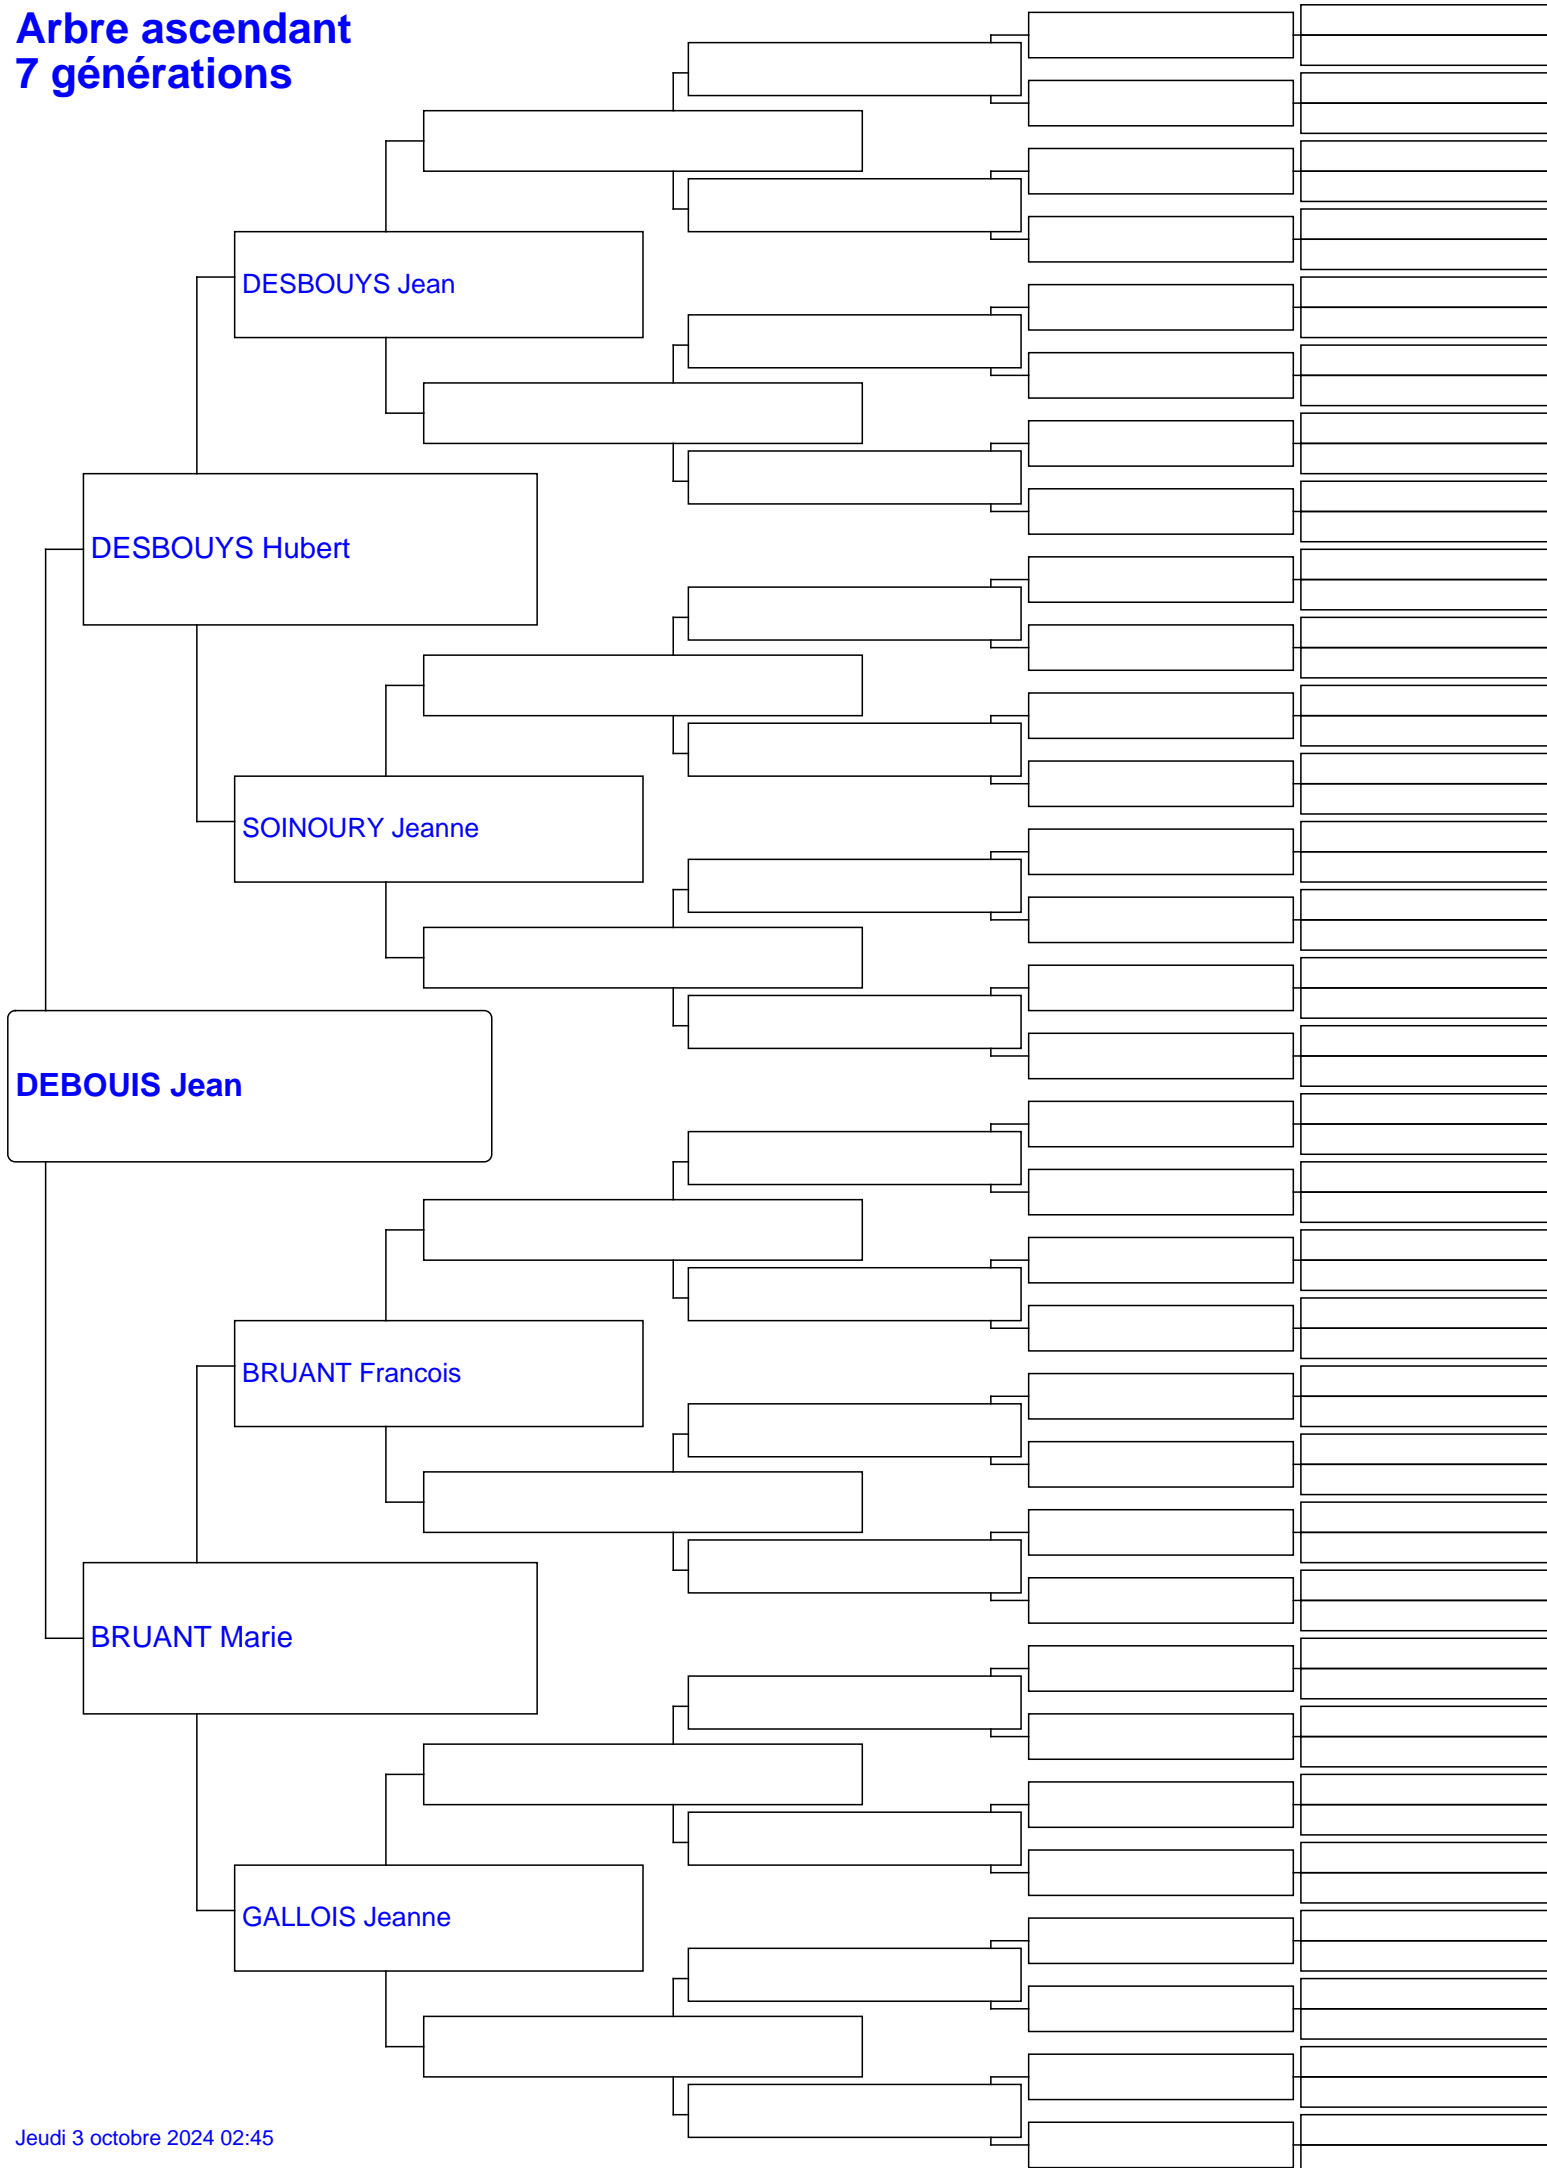 Arbre ascendant
7 générations
DESBOUYS Jean
DESBOUYS Hubert
SOINOURY Jeanne
DEBOUIS Jean
BRUANT Francois
BRUANT Marie
GALLOIS Jeanne
Jeudi 3 octobre 2024 02:45